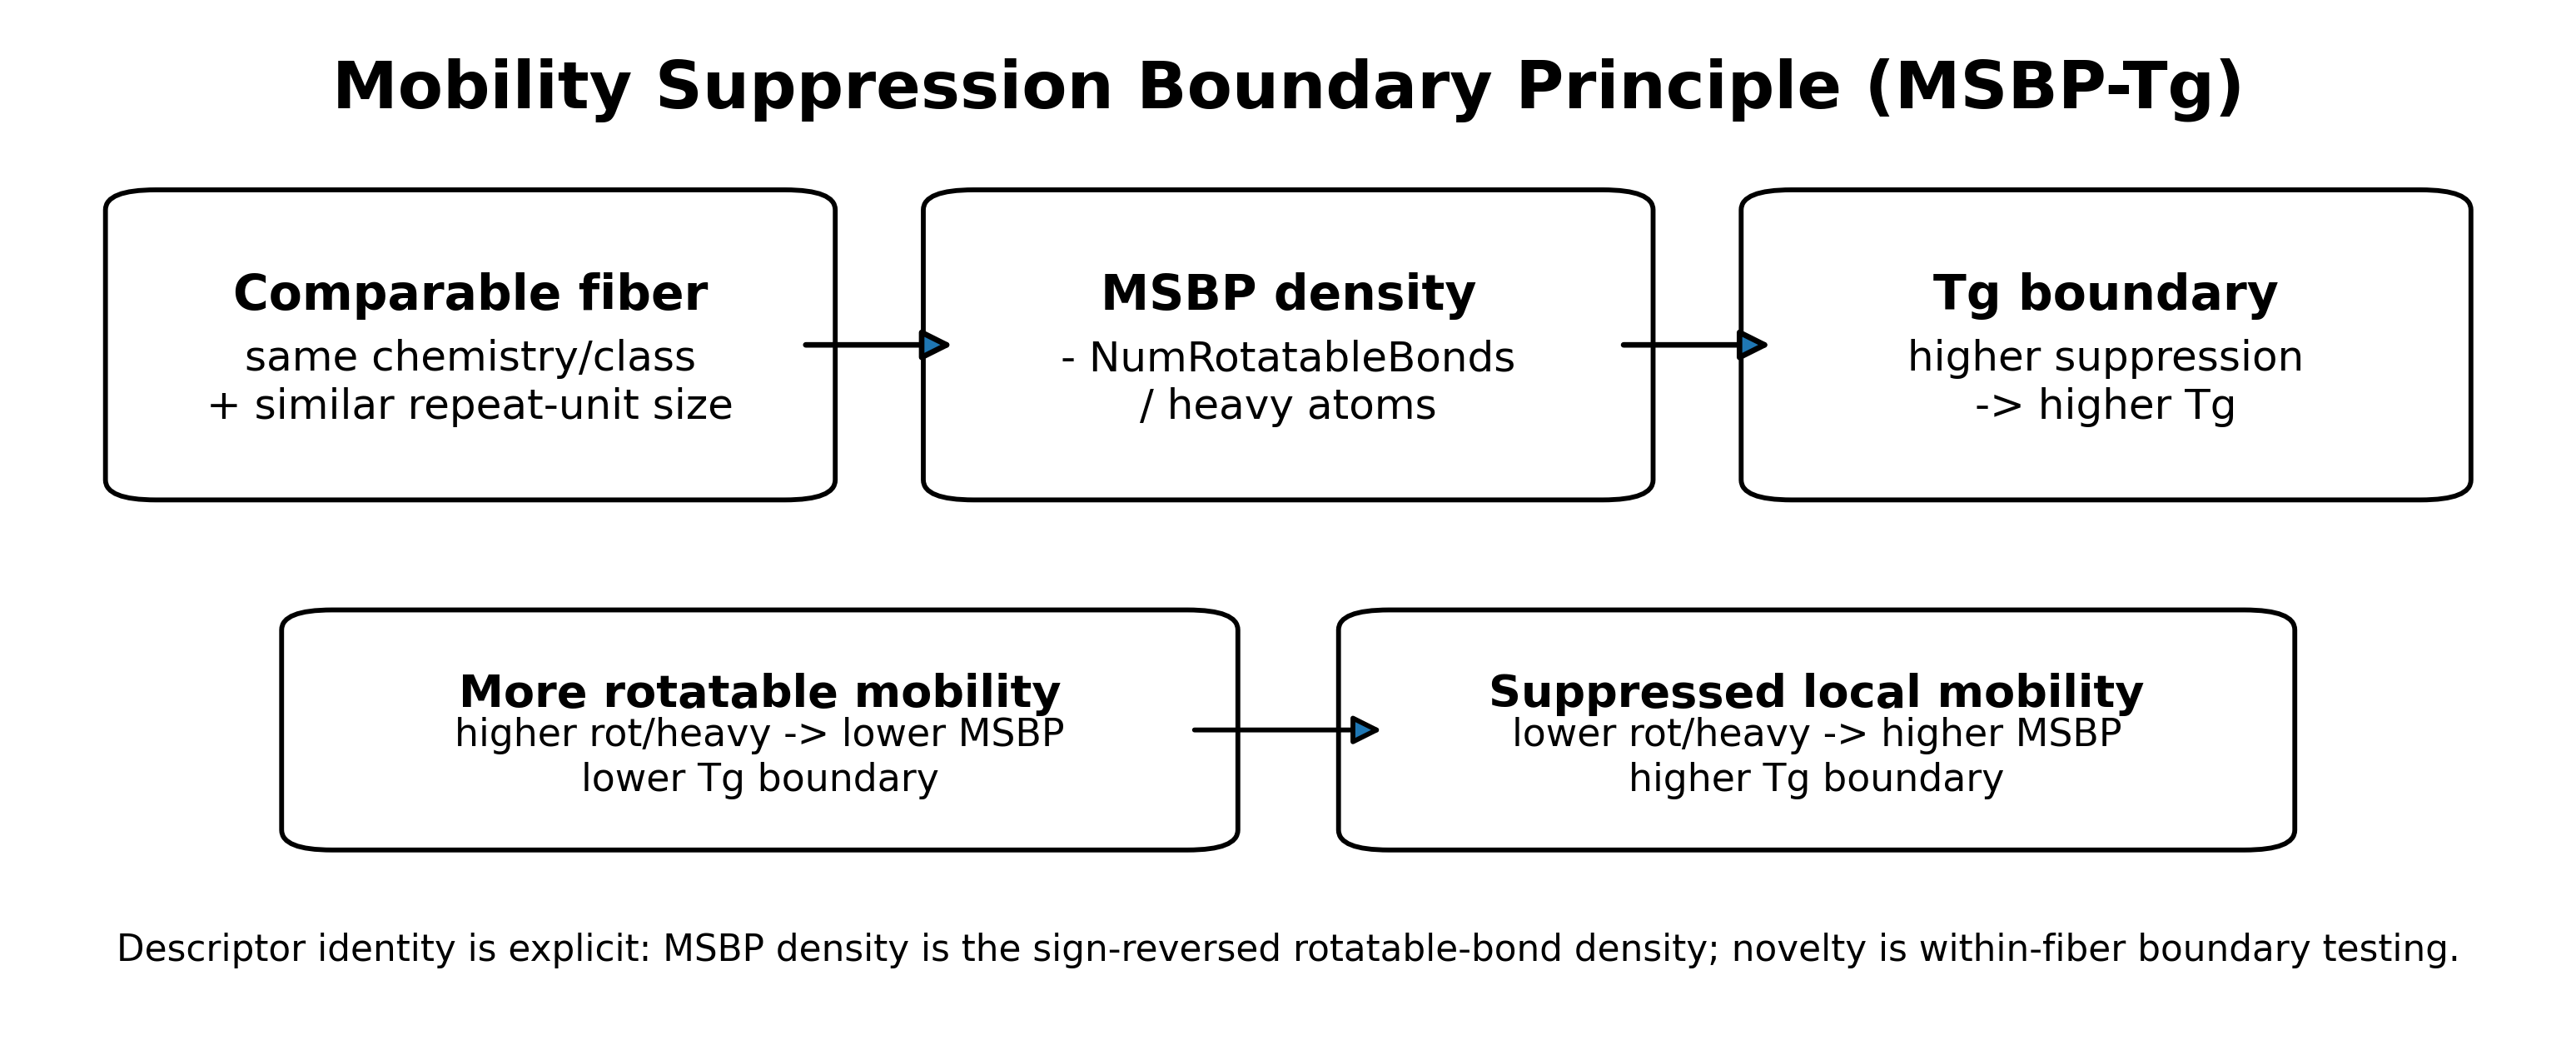 Mobility Suppression Boundary Principle (MSBP-Tg)
Comparable fiber
same chemistry/class
+ similar repeat-unit size
MSBP density
- NumRotatableBonds
/ heavy atoms
Tg boundary
higher suppression
-> higher Tg
More rotatable mobility
higher rot/heavy -> lower MSBP
lower Tg boundary
Suppressed local mobility
lower rot/heavy -> higher MSBP
higher Tg boundary
Descriptor identity is explicit: MSBP density is the sign-reversed rotatable-bond density; novelty is within-fiber boundary testing.